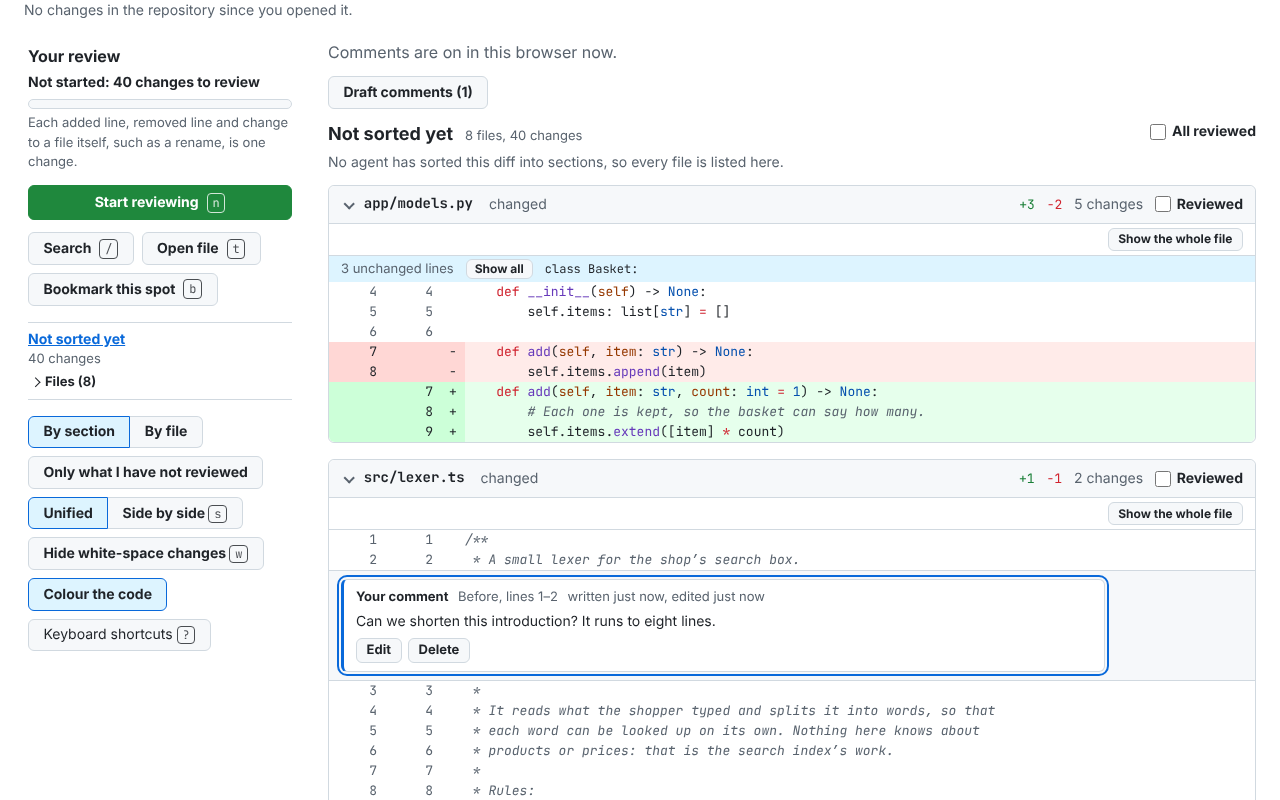 No changes in the repository since you opened it.
Your review
Not started: 40 changes to review
Each added line, removed line and change
to a file itself, such as a rename, is one
change.
Start reviewing n
Search /
Open file t
Bookmark this spot b
Not sorted yet
40 changes
Files (8)
By section
By file
Only what I have not reviewed
Unified
Side by side s
Hide white-space changes w
Colour the code
Keyboard shortcuts ?
Comments are on in this browser now.
Draft comments (1)
Not sorted yet 8 files, 40 changes
All reviewed
No agent has sorted this diff into sections, so every file is listed here.
app/models.py changed +3 -2 5 changes Reviewed
Show the whole file
3 unchanged lines Show all class Basket:
4 4 def __init__(self) -> None:
5 5 self.items: list[str] = []
6 6
7 - def add(self, item: str) -> None:
8 - self.items.append(item)
7 + def add(self, item: str, count: int = 1) -> None:
8 + # Each one is kept, so the basket can say how many.
9 + self.items.extend([item] * count)
src/lexer.ts changed +1 -1 2 changes Reviewed
Show the whole file
1 1 /**
2 2 * A small lexer for the shop’s search box.
Your comment Before, lines 1–2 written just now, edited just now
Can we shorten this introduction? It runs to eight lines.
Edit Delete
3 3 *
4 4 * It reads what the shopper typed and splits it into words, so that
5 5 * each word can be looked up on its own. Nothing here knows about
6 6 * products or prices: that is the search index’s work.
7 7 *
8 8 * Rules: